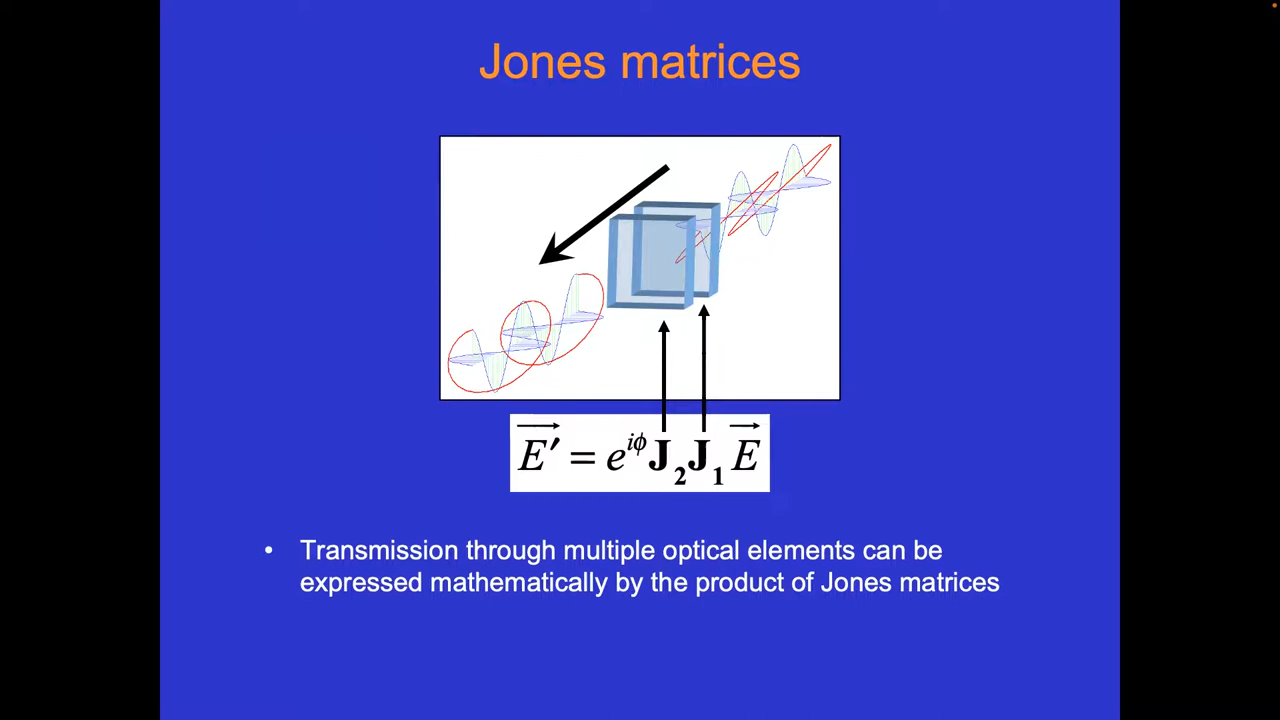 Jones matrices
E′ = e^{iϕ} J₂J₁ E
• Transmission through multiple optical elements can be
expressed mathematically by the product of Jones matrices